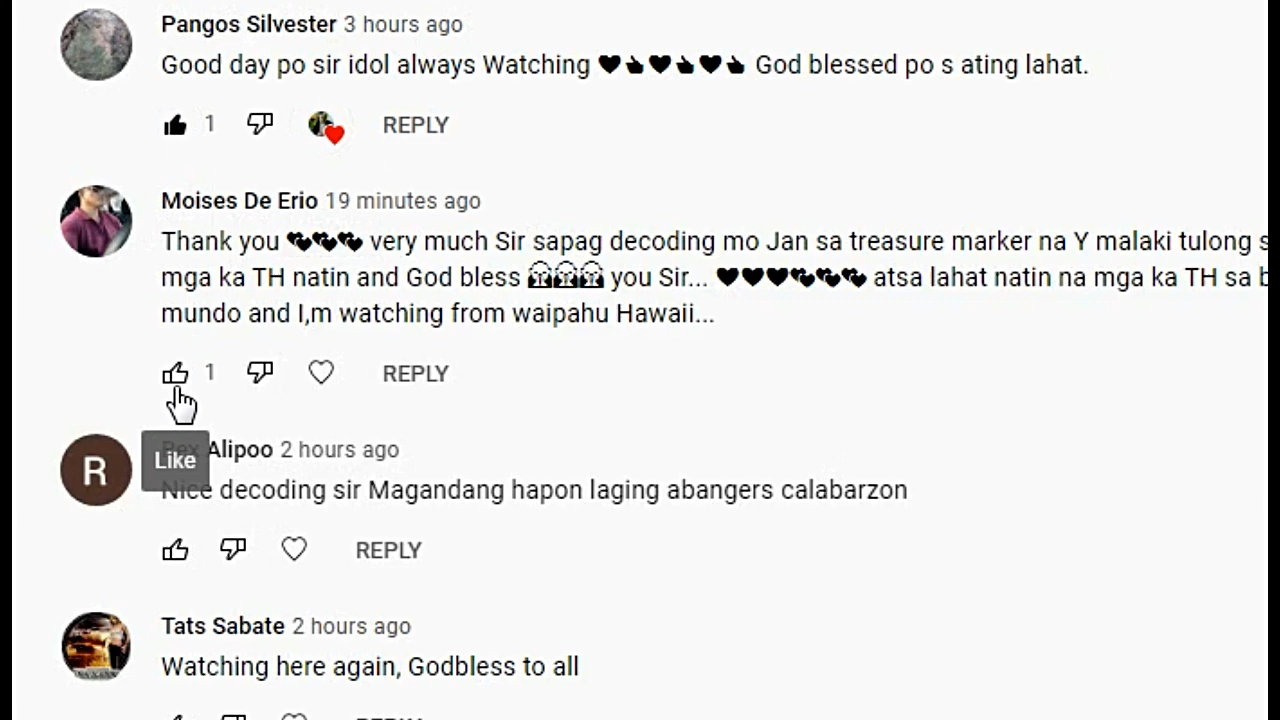 Pangos Silvester 3 hours ago
Good day po sir idol always Watching 🖤👍🖤👍🖤👍 God blessed po s ating lahat.
1 REPLY
Moises De Erio 19 minutes ago
Thank you 💕💕💕 very much Sir sapag decoding mo Jan sa treasure marker na Y malaki tulong
mga ka TH natin and God bless you Sir... 🖤🖤🖤💕💕💕 atsa lahat natin na mga ka TH sa
mundo and I,m watching from waipahu Hawaii...
1 REPLY
Alipoo 2 hours ago
Like
R
Nice decoding sir Magandang hapon laging abangers calabarzon
REPLY
Tats Sabate 2 hours ago
Watching here again, Godbless to all
REPLY